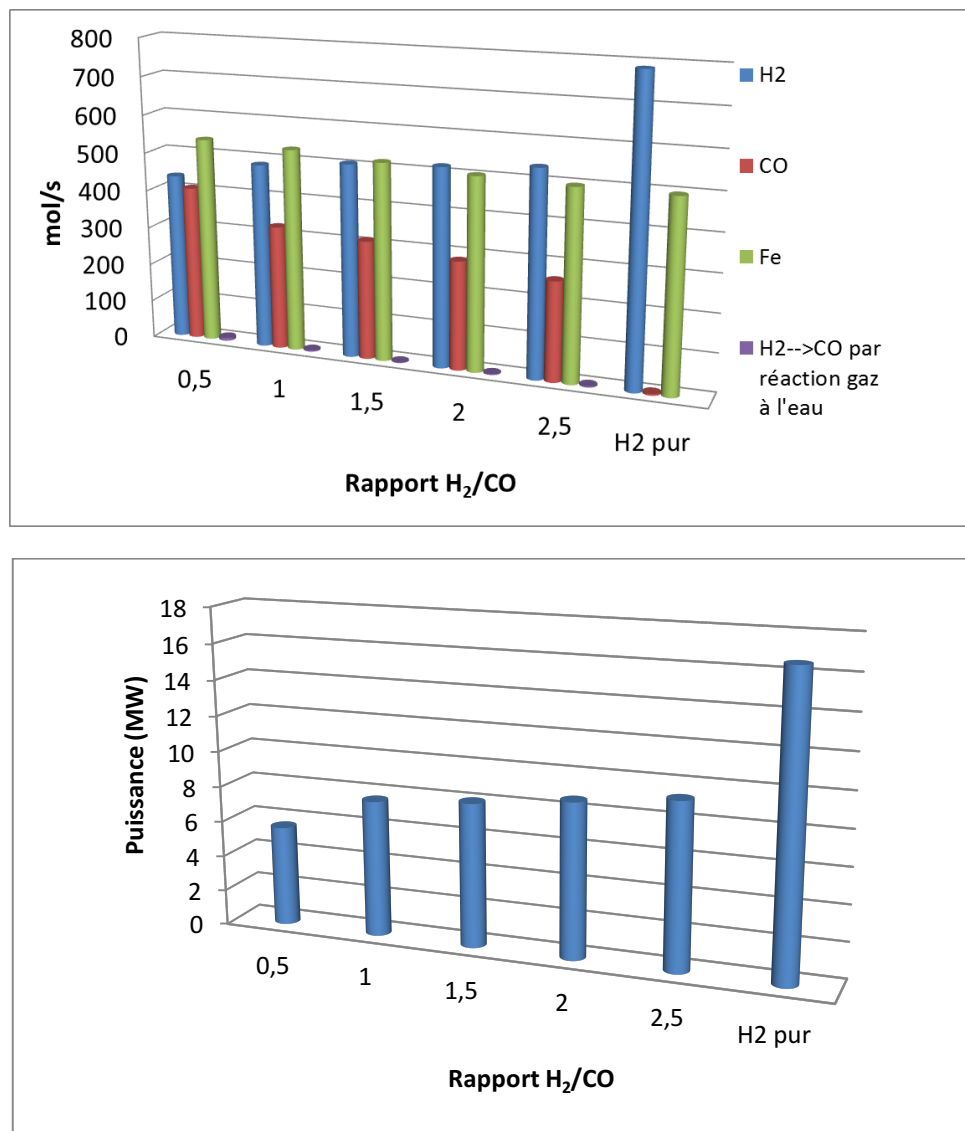 800
700
600
500
400
300
200
100
0
mol/s
0,5
1
1,5
2
2,5
H2 pur
Rapport H₂/CO
H2
CO
Fe
H2-->CO par
réaction gaz
à l'eau
18
16
14
12
10
8
6
4
2
0
Puissance (MW)
0,5
1
1,5
2
2,5
H2 pur
Rapport H₂/CO